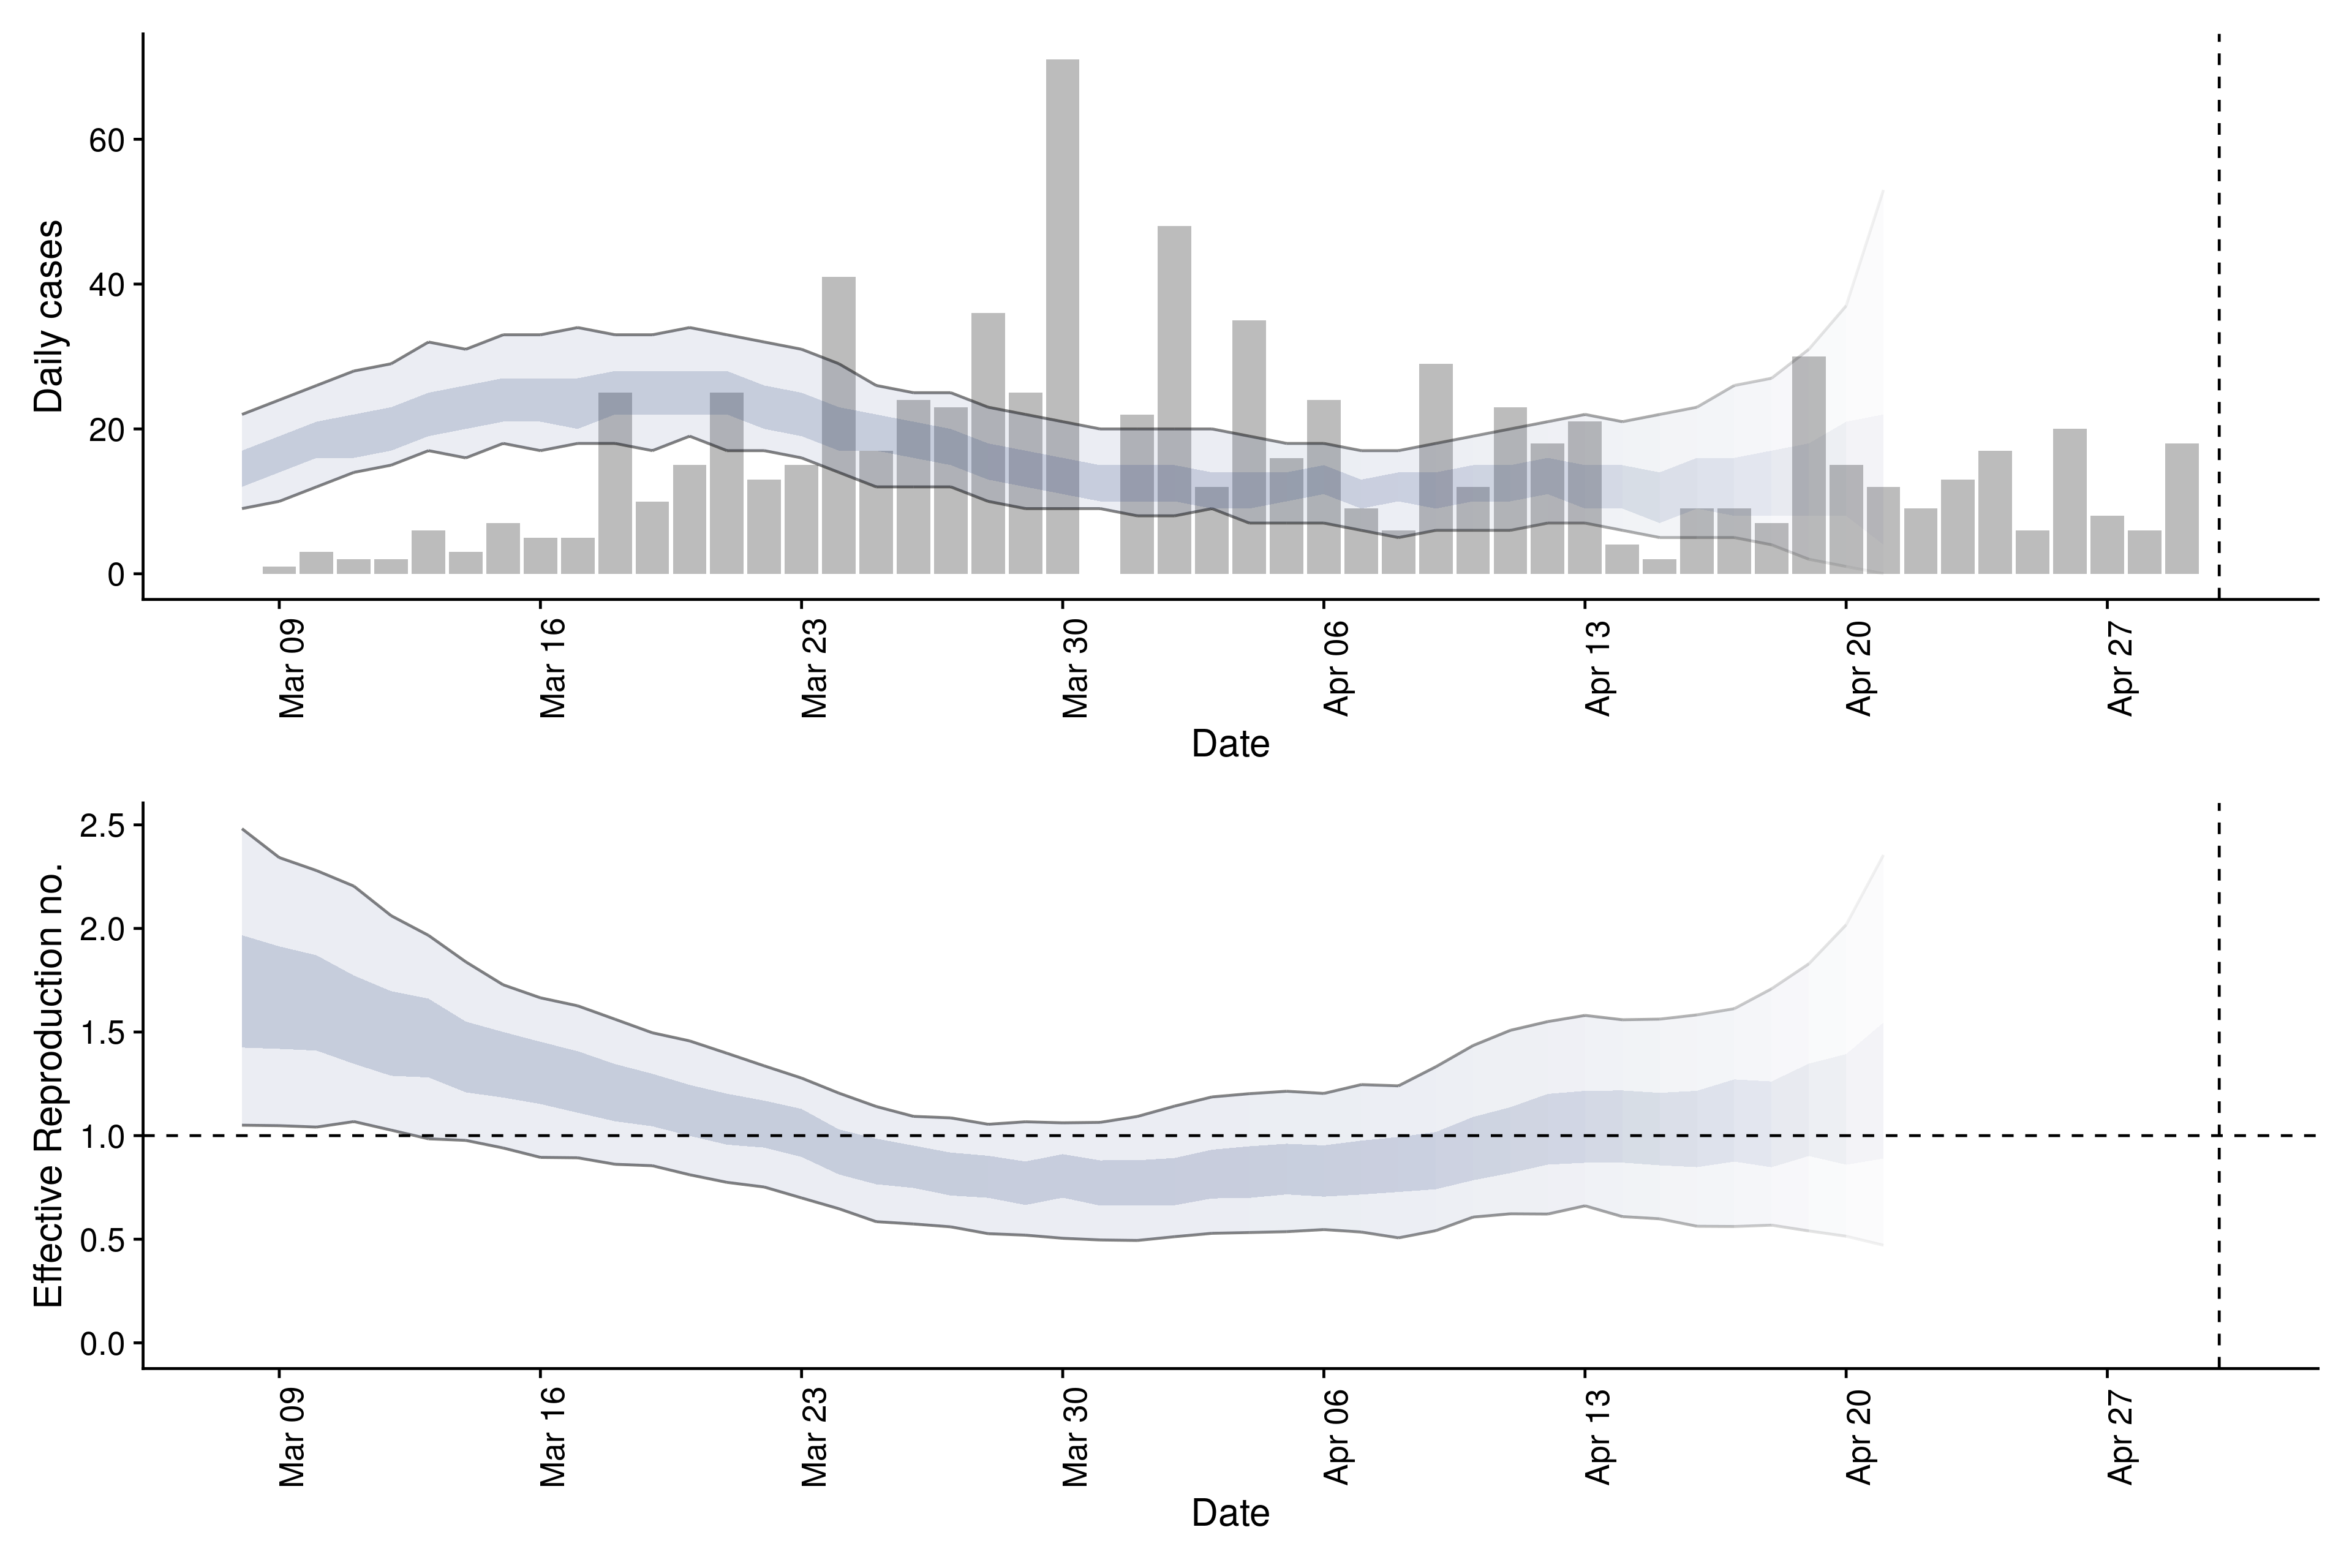 Daily cases
60
40
20
0
Mar 09
Mar 16
Mar 23
Mar 30
Apr 06
Apr 13
Apr 20
Apr 27
Date
Effective Reproduction no.
2.5
2.0
1.5
1.0
0.5
0.0
Mar 09
Mar 16
Mar 23
Mar 30
Apr 06
Apr 13
Apr 20
Apr 27
Date